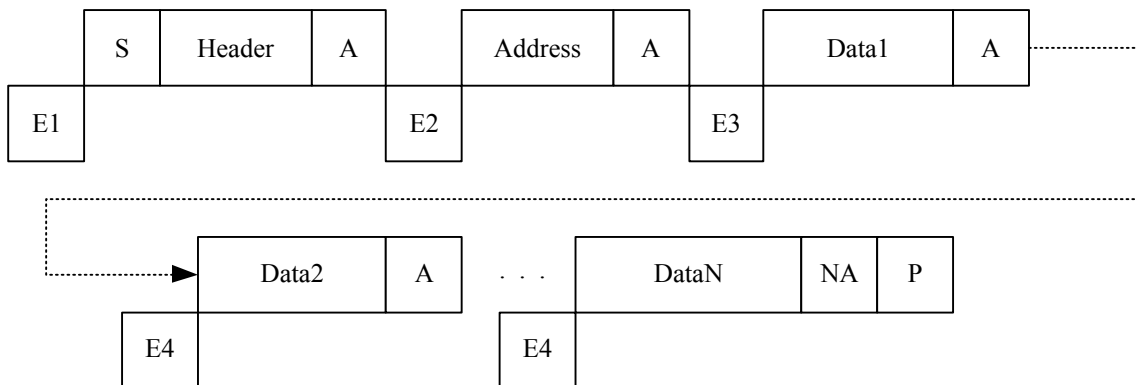 S Header A Address A Data1 A
E1 E2 E3
Data2 A . . . DataN NA P
E4 E4